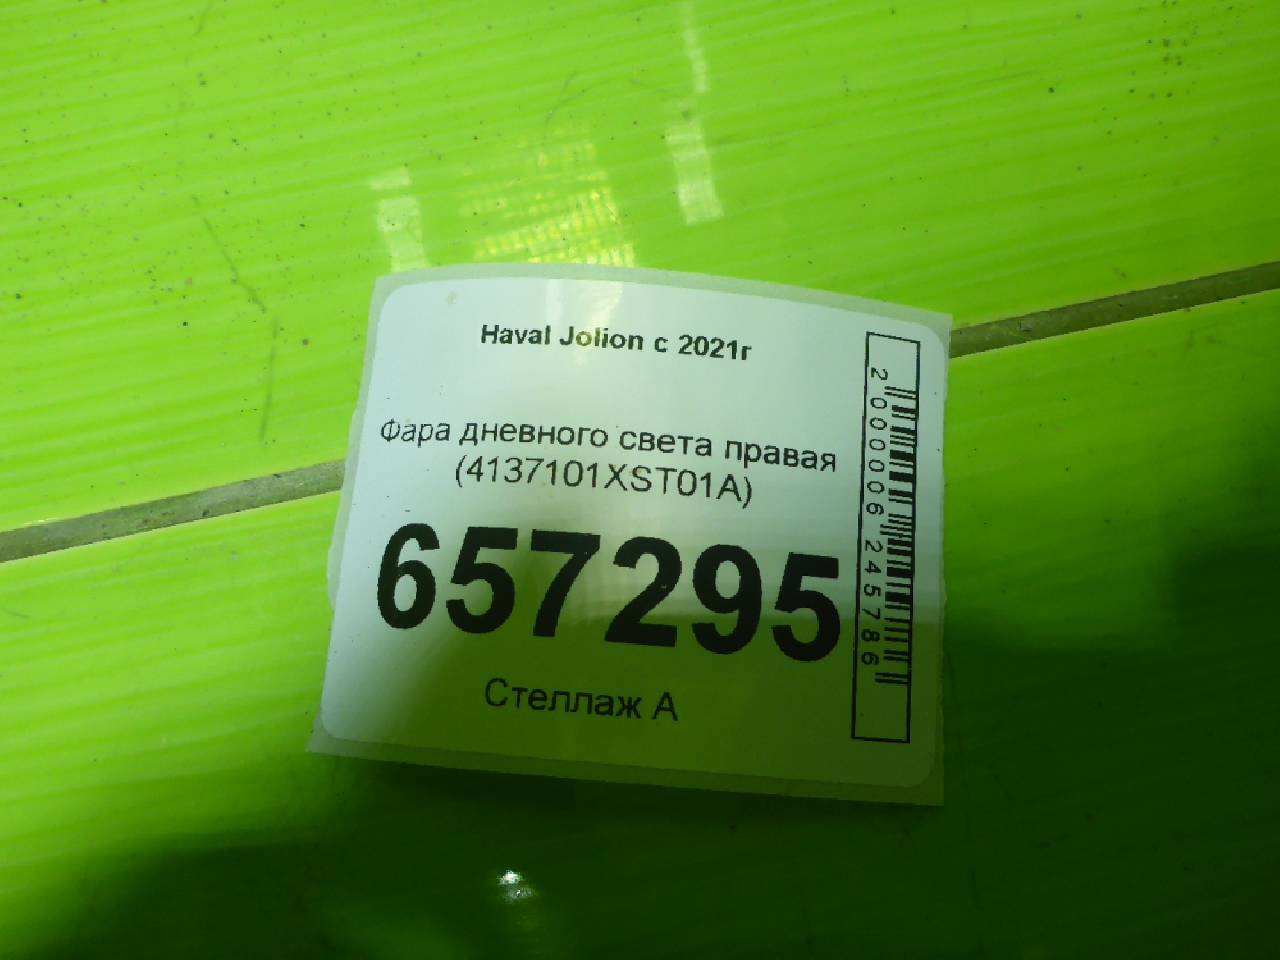 Haval Jolion с 2021г
Фара дневного света правая
(4137101XST01A)
657295
Стеллаж А
2000006245786